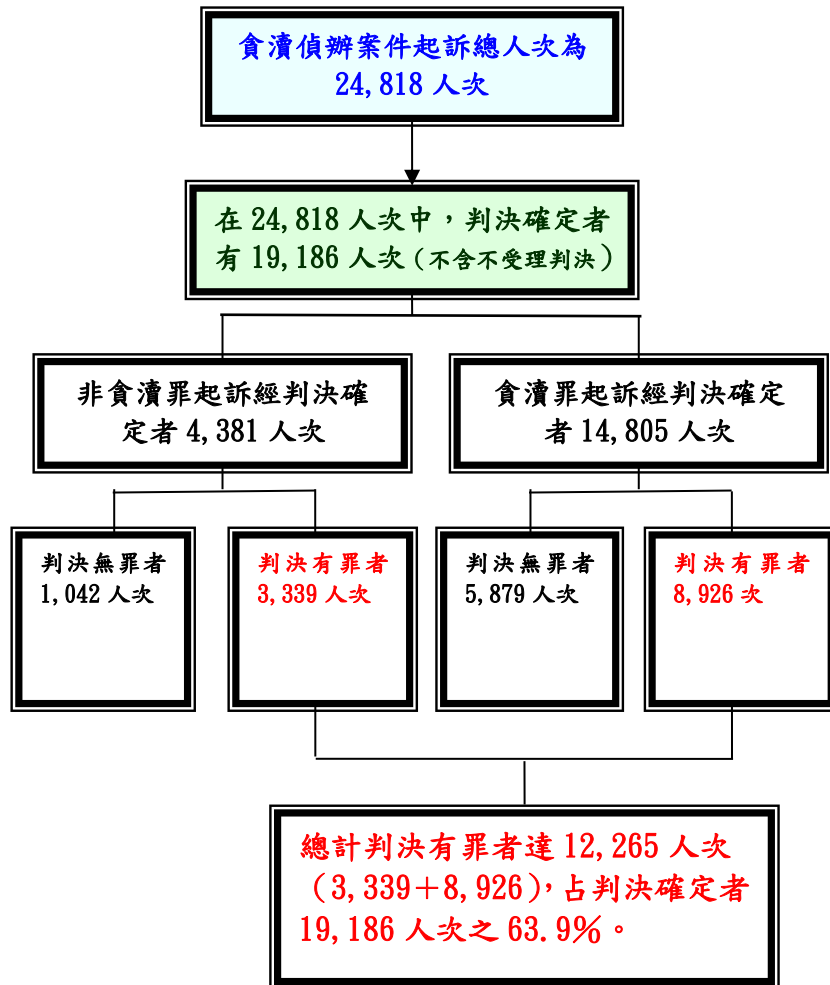 貪瀆偵辦案件起訴總人次為
24,818 人次
在 24,818 人次中，判決確定者
有 19,186 人次（不含不受理判決）
非貪瀆罪起訴經判決確
定者 4,381 人次
貪瀆罪起訴經判決確定
者 14,805 人次
判決無罪者
1,042 人次
判決有罪者
3,339 人次
判決無罪者
5,879 人次
判決有罪者
8,926 次
總計判決有罪者達 12,265 人次
（3,339＋8,926），占判決確定者
19,186 人次之 63.9％。